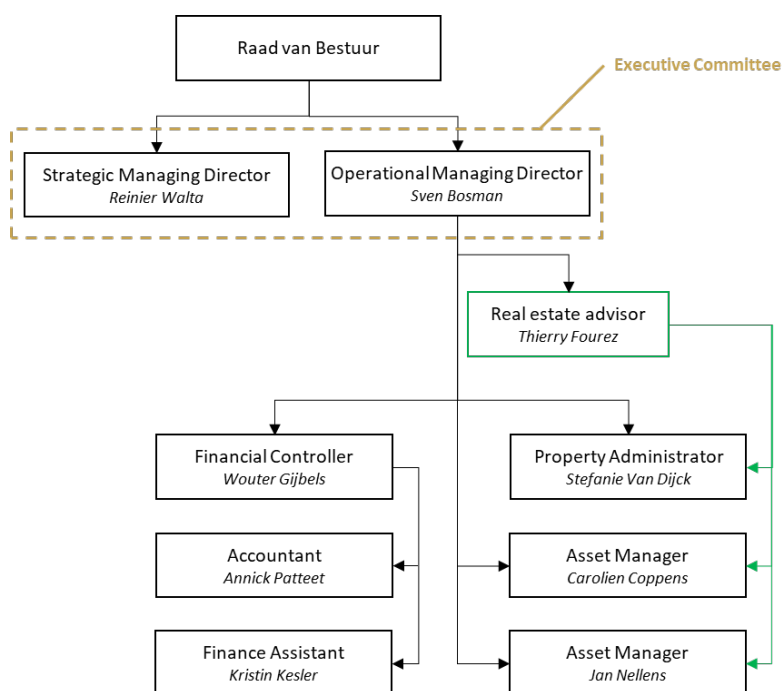 Raad van Bestuur
Executive Committee
Strategic Managing Director
Reinier Walta
Operational Managing Director
Sven Bosman
Real estate advisor
Thierry Fourez
Financial Controller
Wouter Gijbels
Property Administrator
Stefanie Van Dijck
Accountant
Annick Patteet
Asset Manager
Carolien Coppens
Finance Assistant
Kristin Kesler
Asset Manager
Jan Nellens